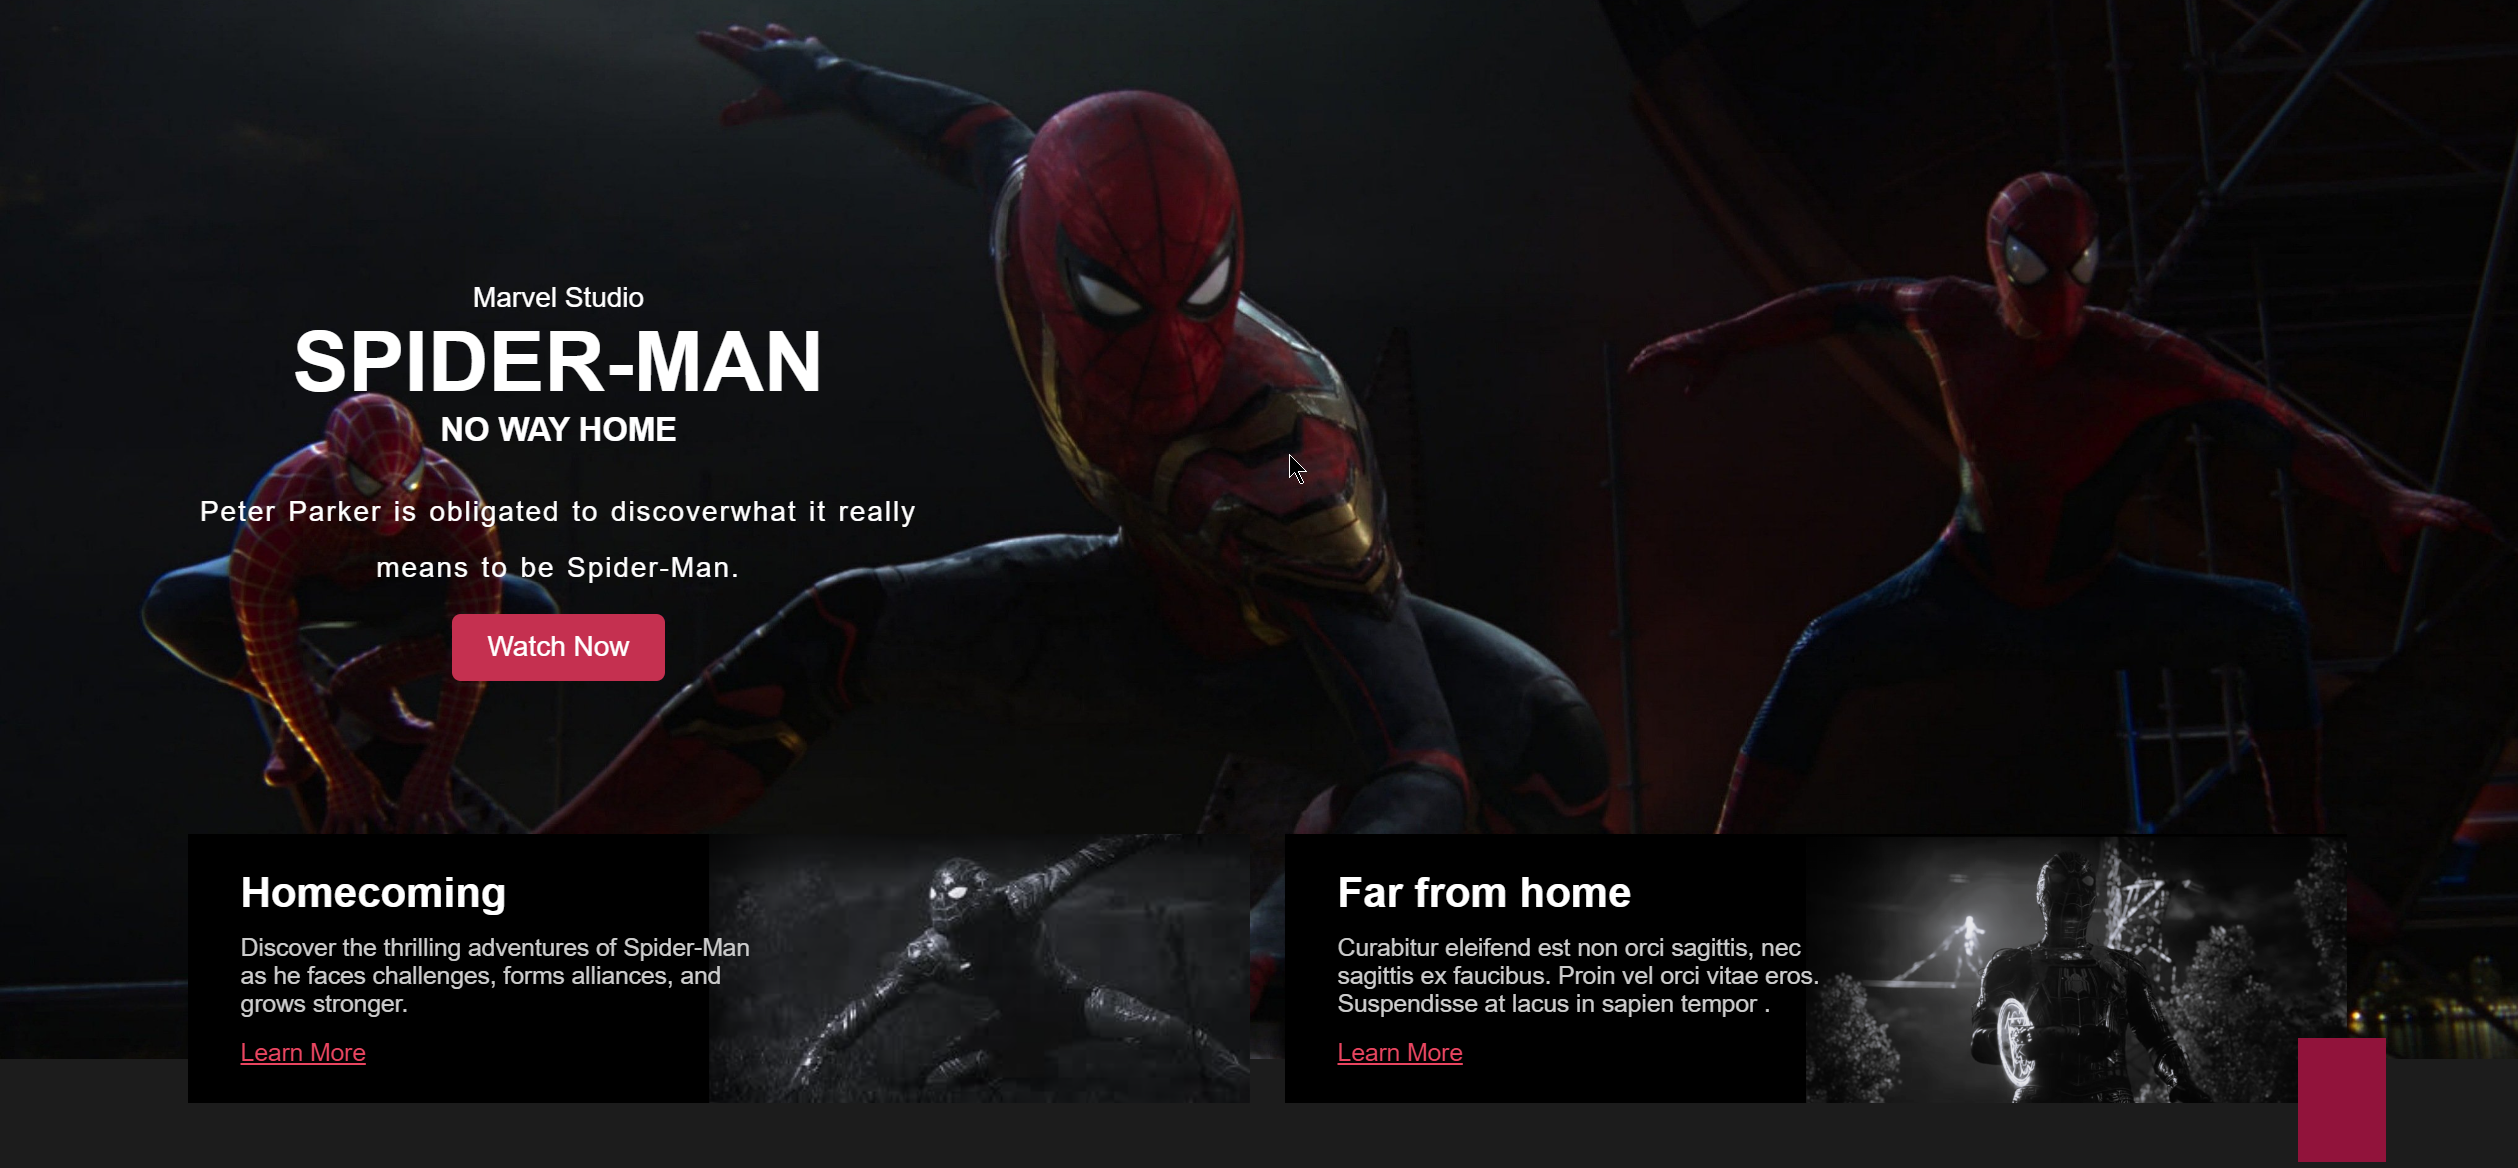 Marvel Studio
SPIDER-MAN
NO WAY HOME
Peter Parker is obligated to discoverwhat it really
means to be Spider-Man.
Watch Now
Homecoming
Discover the thrilling adventures of Spider-Man
as he faces challenges, forms alliances, and
grows stronger.
Learn More
Far from home
Curabitur eleifend est non orci sagittis, nec
sagittis ex faucibus. Proin vel orci vitae eros.
Suspendisse at lacus in sapien tempor .
Learn More